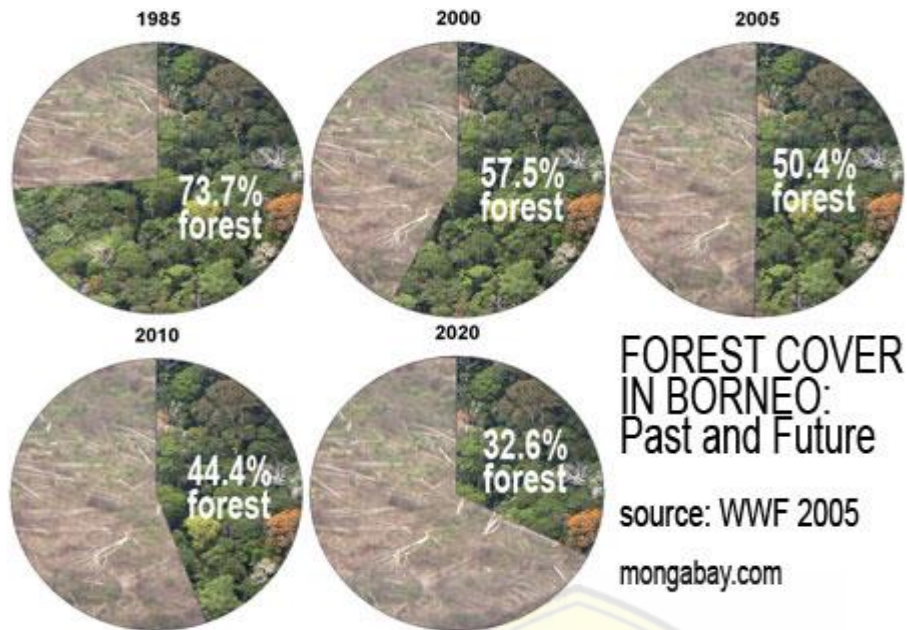 1985
73.7%
forest
2000
57.5%
forest
2005
50.4%
forest
2010
44.4%
forest
2020
32.6%
forest
FOREST COVER
IN BORNEO:
Past and Future
source: WWF 2005
mongabay.com